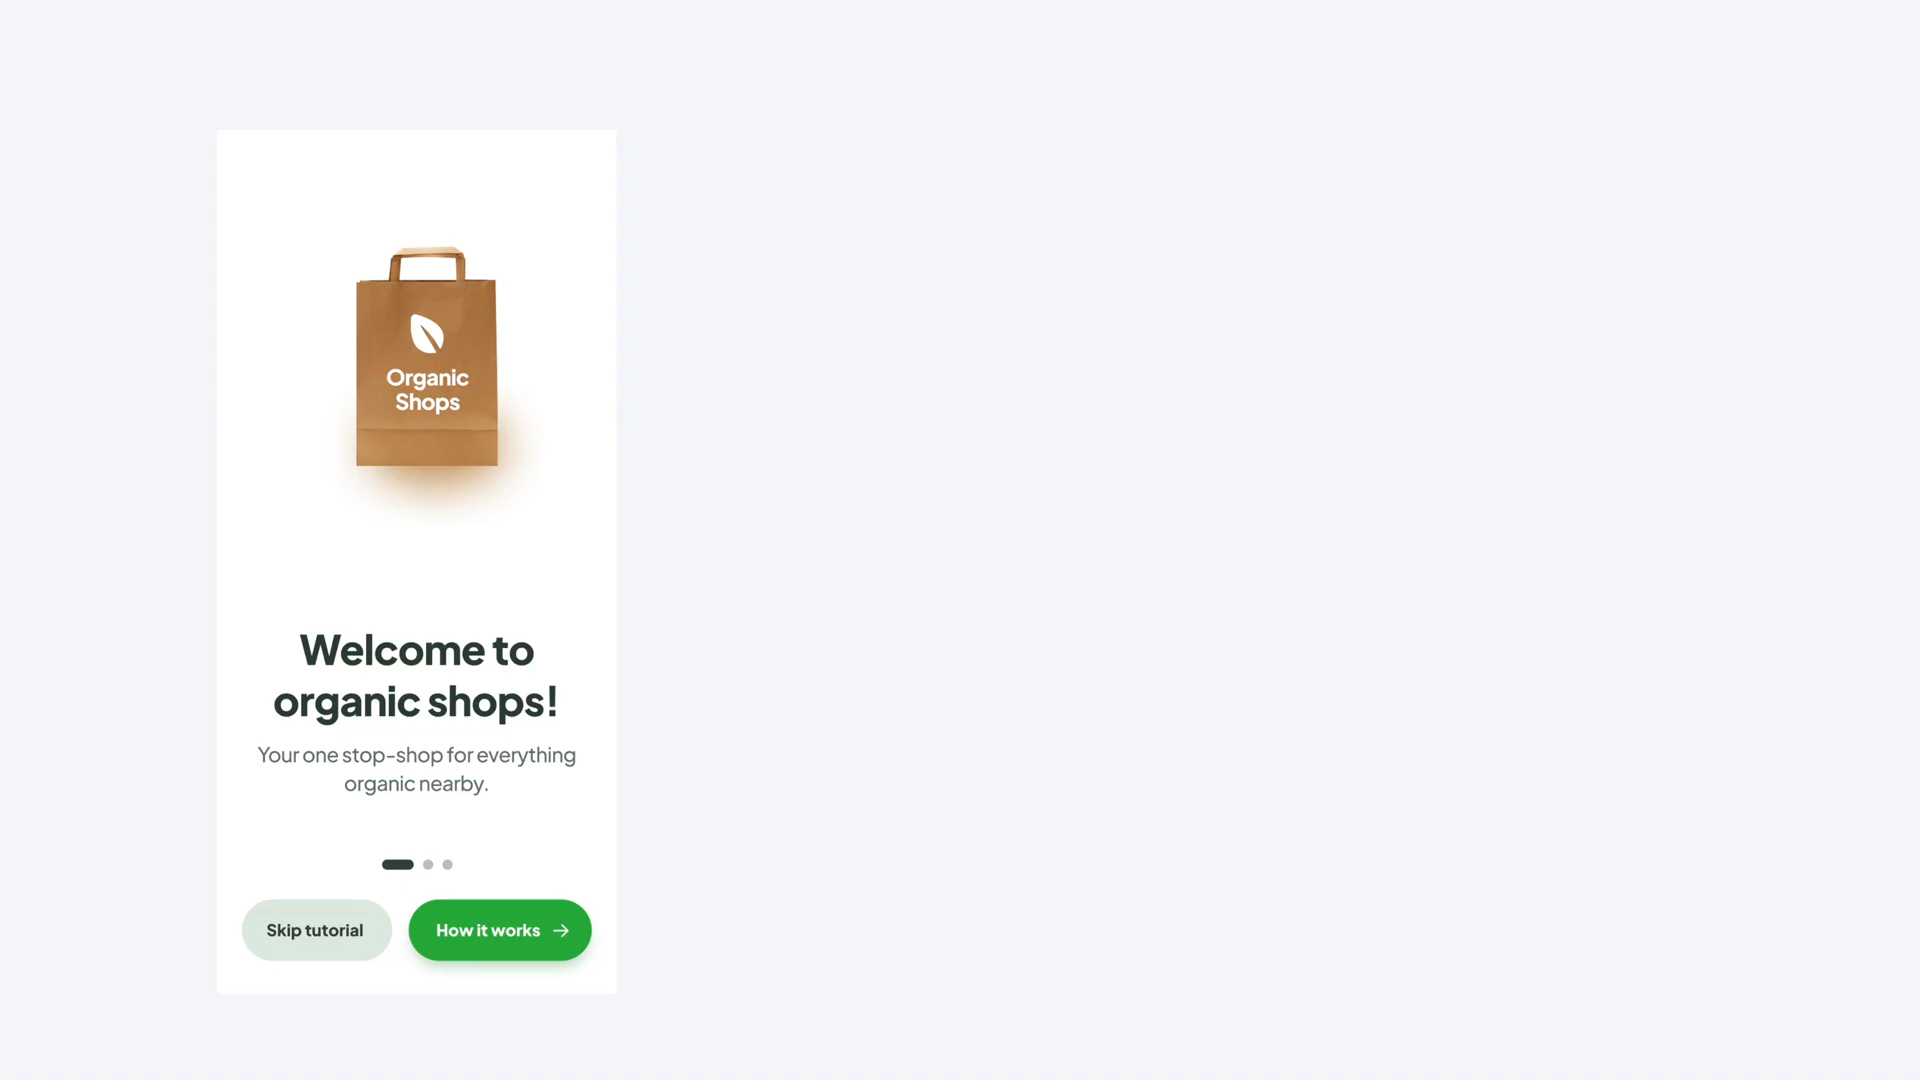 Organic
Shops
Welcome to
organic shops!
Your one stop-shop for everything
organic nearby.
Skip tutorial
How it works